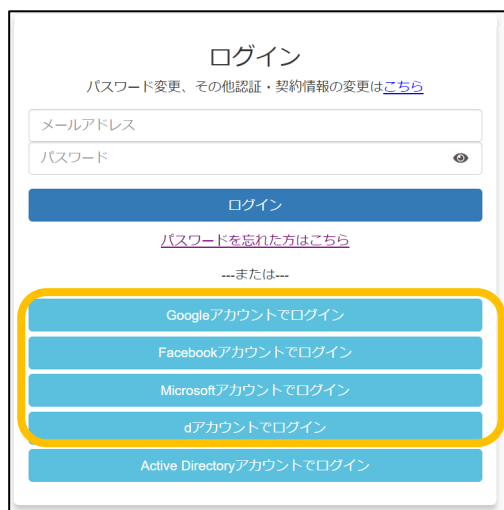 ログイン
パスワード変更、その他認証・契約情報の変更はこちら
メールアドレス
パスワード
ログイン
パスワードを忘れた方はこちら
---または---
Googleアカウントでログイン
Facebookアカウントでログイン
Microsoftアカウントでログイン
dアカウントでログイン
Active Directoryアカウントでログイン